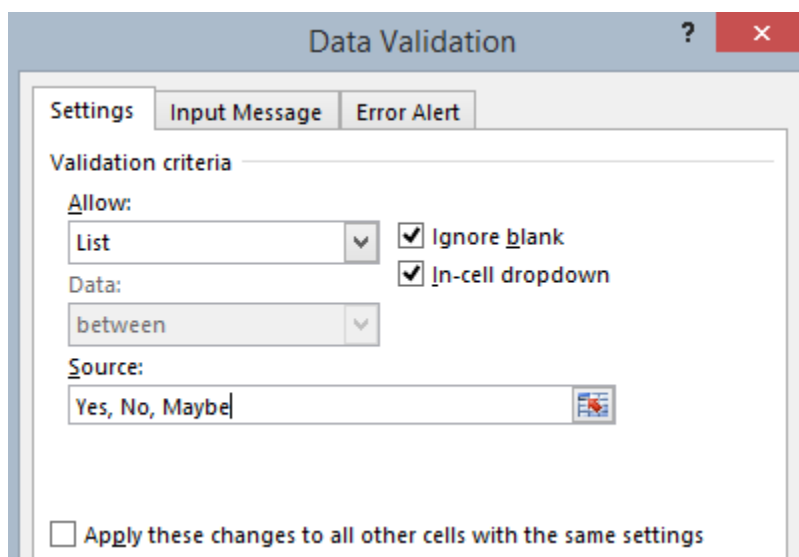 Data Validation ? ×
Settings Input Message Error Alert
Validation criteria
Allow:
List
Ignore blank
In-cell dropdown
Data:
between
Source:
Yes, No, Maybe
Apply these changes to all other cells with the same settings